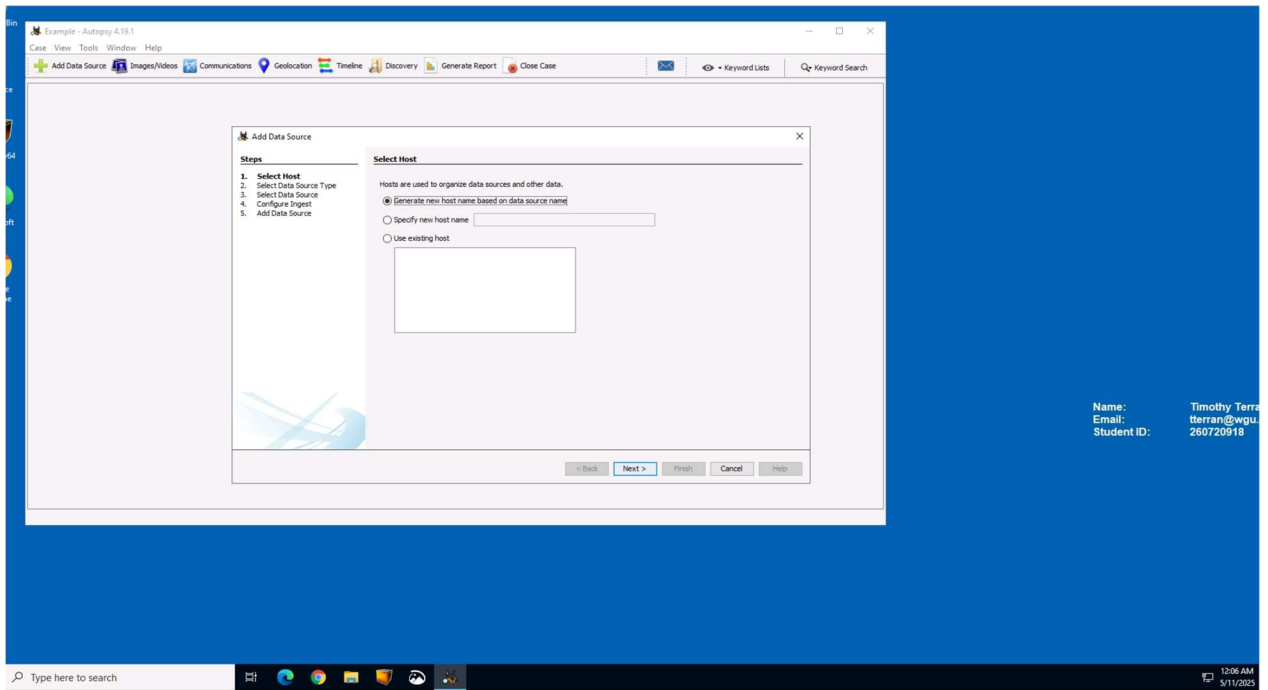 Bin
Example - Autopsy 4.19.1
Case View Tools Window Help
Add Data Source Images/Videos Communications Geolocation Timeline Discovery Generate Report Close Case Keyword Lists Keyword Search
ce
Add Data Source
x64
Steps Select Host
1. Select Host
2. Select Data Source Type
3. Select Data Source
4. Configure Ingest
5. Add Data Source
Hosts are used to organize data sources and other data.
Generate new host name based on data source name
Specify new host name
Use existing host
oft
e
ne
Name: Timothy Terra
Email: tterran@wgu.
Student ID: 260720918
< Back Next > Finish Cancel Help
Type here to search
12:06 AM
5/11/2025